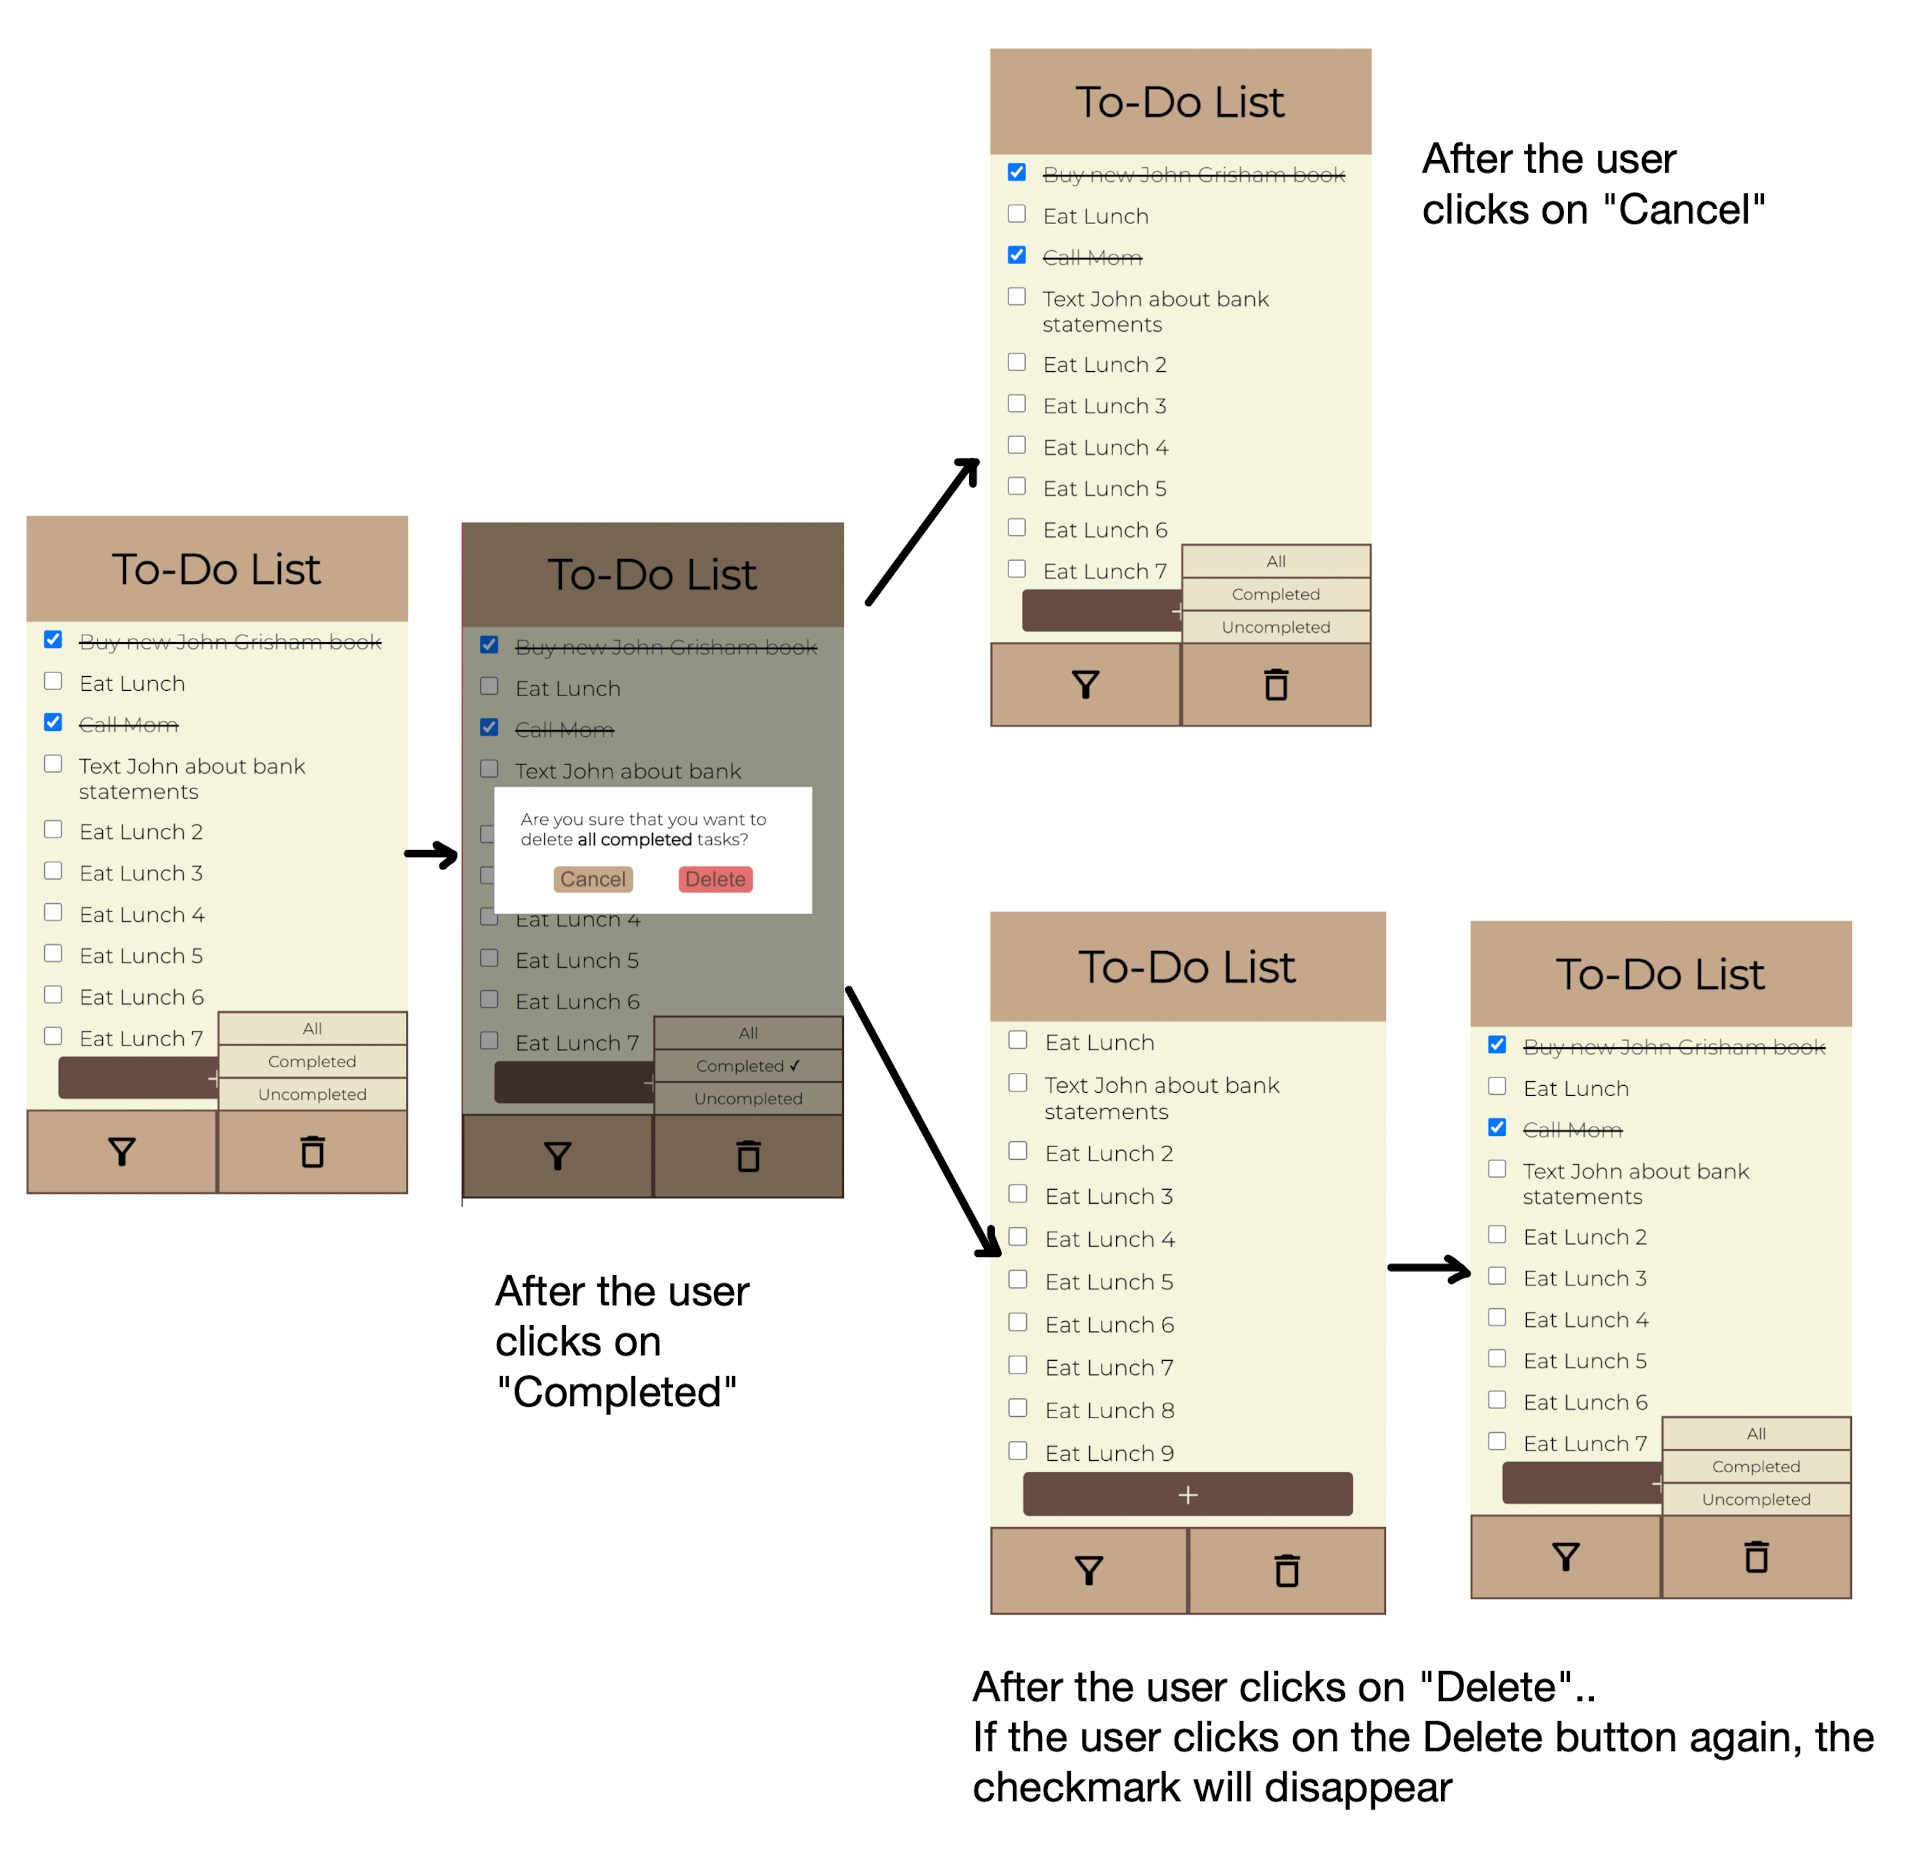 To-Do List
Buy new John Grisham book
Eat Lunch
Call Mom
Text John about bank
statements
Eat Lunch 2
Eat Lunch 3
Eat Lunch 4
Eat Lunch 5
Eat Lunch 6
Eat Lunch 7
All
Completed
Uncompleted
+
To-Do List
Buy new John Grisham book
Eat Lunch
Call Mom
Text John about bank
Are you sure that you want to
delete all completed tasks?
Cancel
Delete
Eat Lunch 4
Eat Lunch 5
Eat Lunch 6
Eat Lunch 7
All
Completed ✓
Uncompleted
+
After the user
clicks on
"Completed"
To-Do List
Buy new John Grisham book
Eat Lunch
Call Mom
Text John about bank
statements
Eat Lunch 2
Eat Lunch 3
Eat Lunch 4
Eat Lunch 5
Eat Lunch 6
Eat Lunch 7
All
Completed
Uncompleted
+
After the user
clicks on "Cancel"
To-Do List
Eat Lunch
Text John about bank
statements
Eat Lunch 2
Eat Lunch 3
Eat Lunch 4
Eat Lunch 5
Eat Lunch 6
Eat Lunch 7
Eat Lunch 8
Eat Lunch 9
+
To-Do List
Buy new John Grisham book
Eat Lunch
Call Mom
Text John about bank
statements
Eat Lunch 2
Eat Lunch 3
Eat Lunch 4
Eat Lunch 5
Eat Lunch 6
Eat Lunch 7
All
Completed
Uncompleted
+
After the user clicks on "Delete"..
If the user clicks on the Delete button again, the
checkmark will disappear